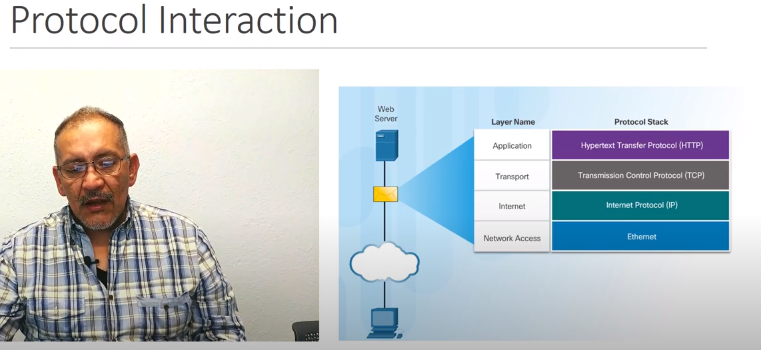 Protocol Interaction
Web
Server
Layer Name Protocol Stack
Application Hypertext Transfer Protocol (HTTP)
Transport Transmission Control Protocol (TCP)
Internet Internet Protocol (IP)
Network Access Ethernet